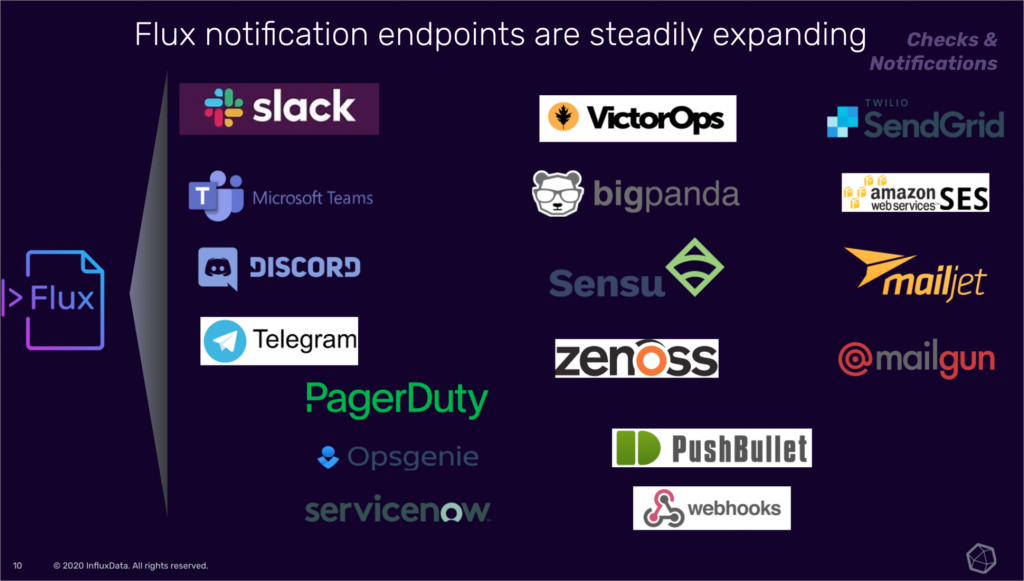 Flux notification endpoints are steadily expanding
Checks &
Notifications
slack
VictorOps
TWILIO
SendGrid
Microsoft Teams
bigpanda
amazon
web services™ SES
DISCORD
Sensu
mailjet
|> Flux
T
Telegram
zenoss
@mailgun
PagerDuty
Opsgenie
PushBullet
servicenow
webhooks
10
© 2020 InfluxData. All rights reserved.